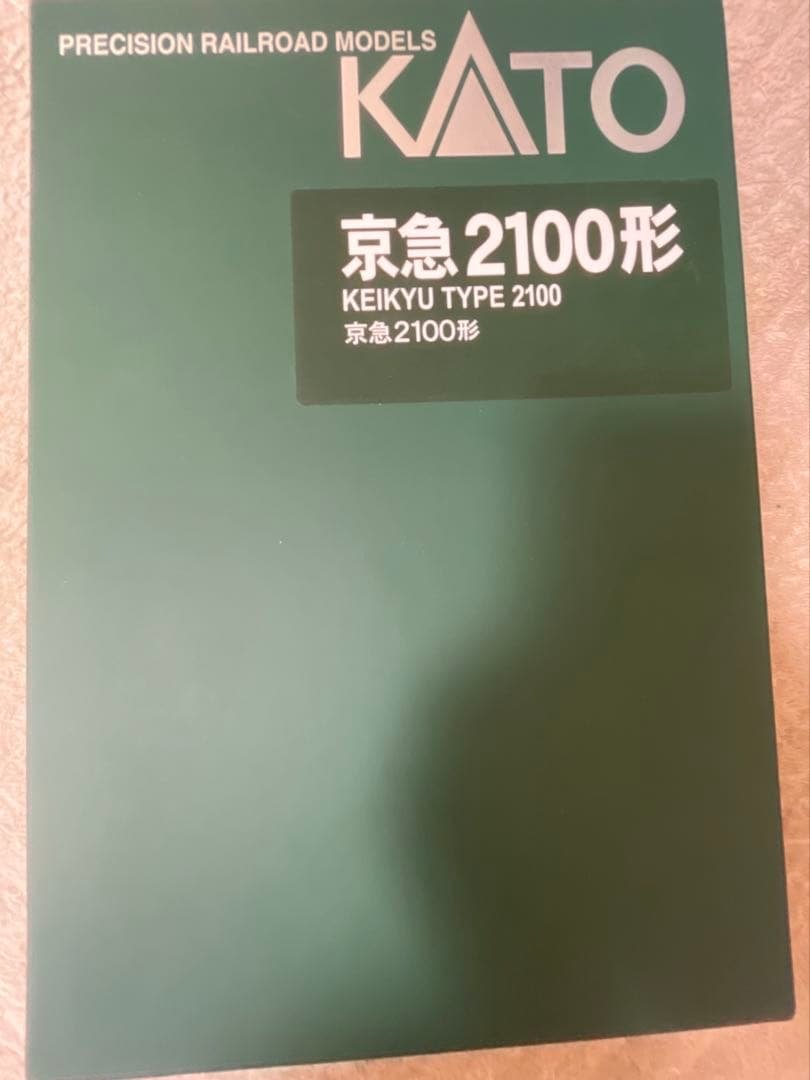 PRECISION RAILROAD MODELS
KATO
京急2100形
KEIKYU TYPE 2100
京急2100形